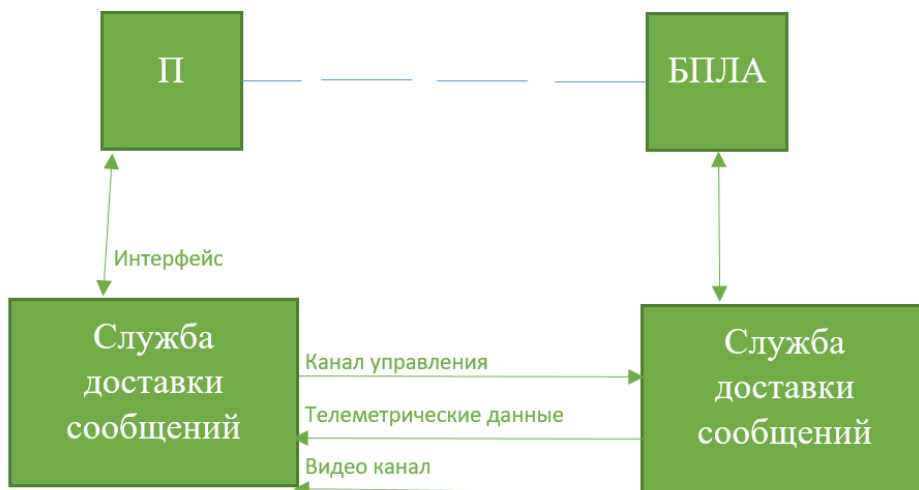 П
БПЛА
Интерфейс
Служба
доставки
сообщений
Канал управления
Телеметрические данные
Видео канал
Служба
доставки
сообщений